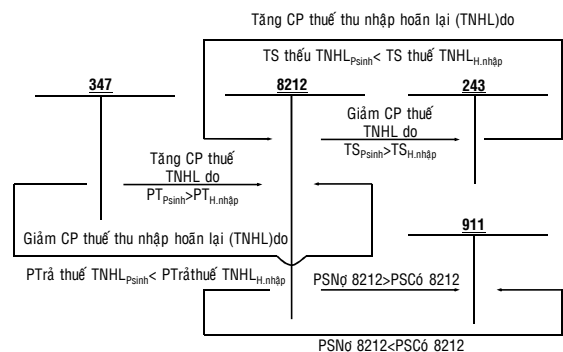 Tăng CP thuế thu nhập hoãn lại (TNHL)do
TS thếu TNHLPsinh< TS thuế TNHLH.nhập
347
8212
243
Giảm CP thuế
TNHL do
TSPsinh>TSH.nhập
Tăng CP thuế
TNHL do
PTPsinh>PTH.nhập
911
Giảm CP thuế thu nhập hoãn lại (TNHL)do
PTrả thuế TNHLPsinh< PTrảthuế TNHLH.nhập
PSNợ 8212>PSCó 8212
PSNợ 8212<PSCó 8212